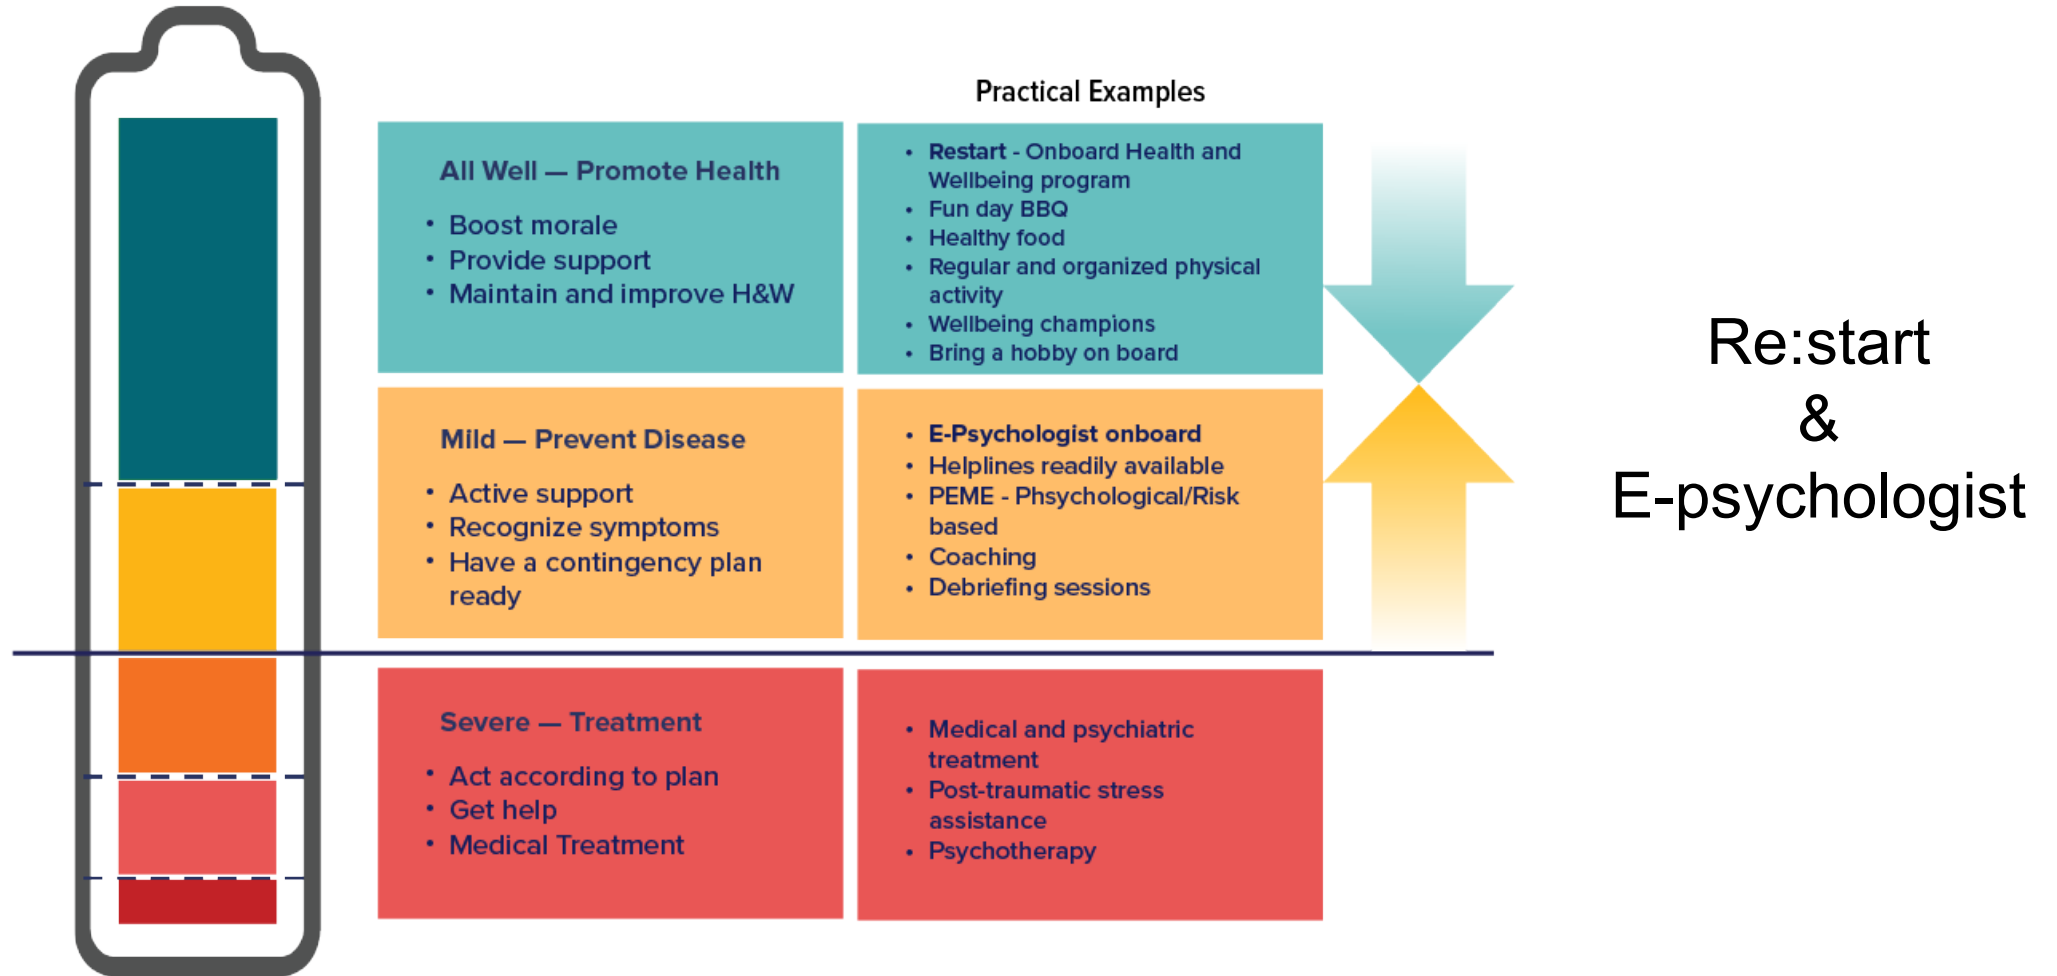 Practical Examples
All Well — Promote Health
• Boost morale
• Provide support
• Maintain and improve H&W
• Restart - Onboard Health and
Wellbeing program
• Fun day BBQ
• Healthy food
• Regular and organized physical
activity
• Wellbeing champions
• Bring a hobby on board
Mild — Prevent Disease
• Active support
• Recognize symptoms
• Have a contingency plan
ready
• E-Psychologist onboard
• Helplines readily available
• PEME - Phsychological/Risk
based
• Coaching
• Debriefing sessions
Severe — Treatment
• Act according to plan
• Get help
• Medical Treatment
• Medical and psychiatric
treatment
• Post-traumatic stress
assistance
• Psychotherapy
Re:start
&
E-psychologist